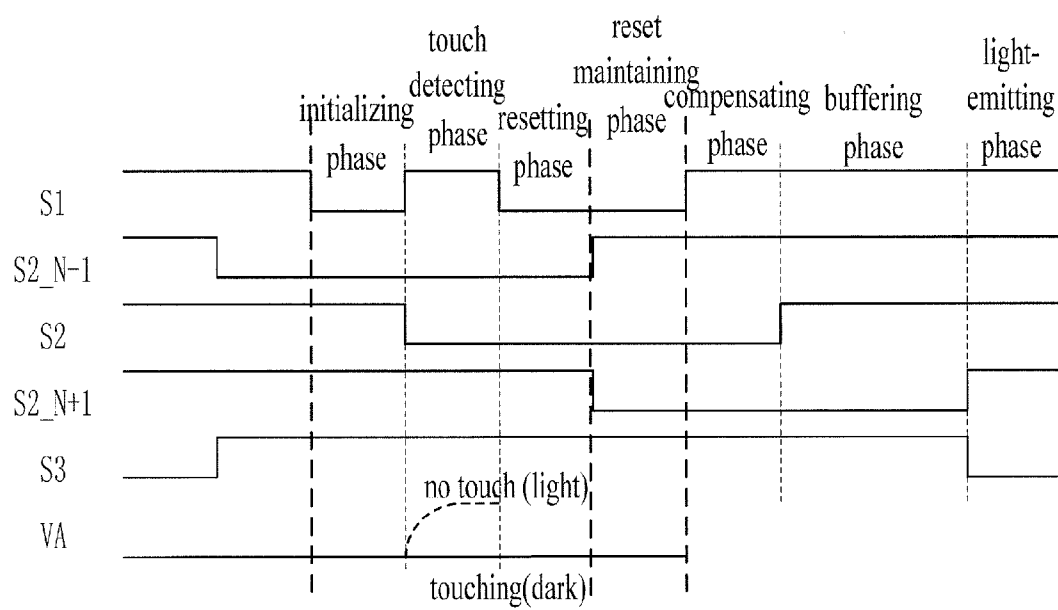 initializing
phase
touch
detecting
phase
resetting
phase
reset
maintaining
phase
compensating
phase
buffering
phase
light-
emitting
phase
S1
S2_N-1
S2
S2_N+1
S3
no touch (light)
VA
touching(dark)